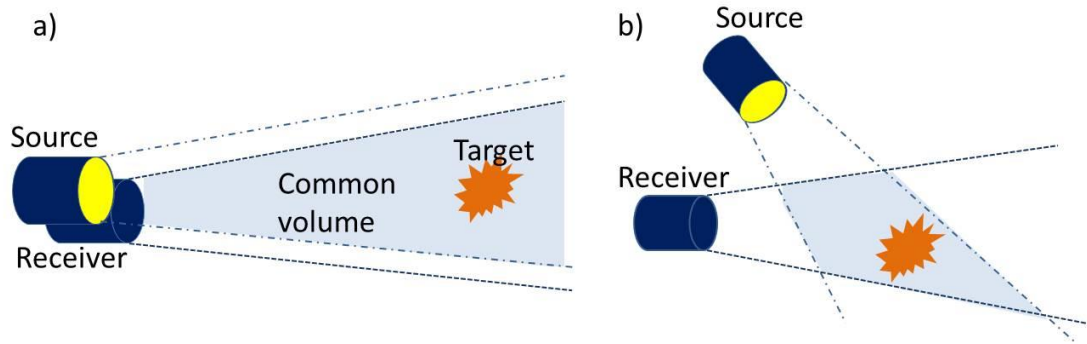 a)
Source
Target
Common
volume
Receiver
b)
Source
Receiver